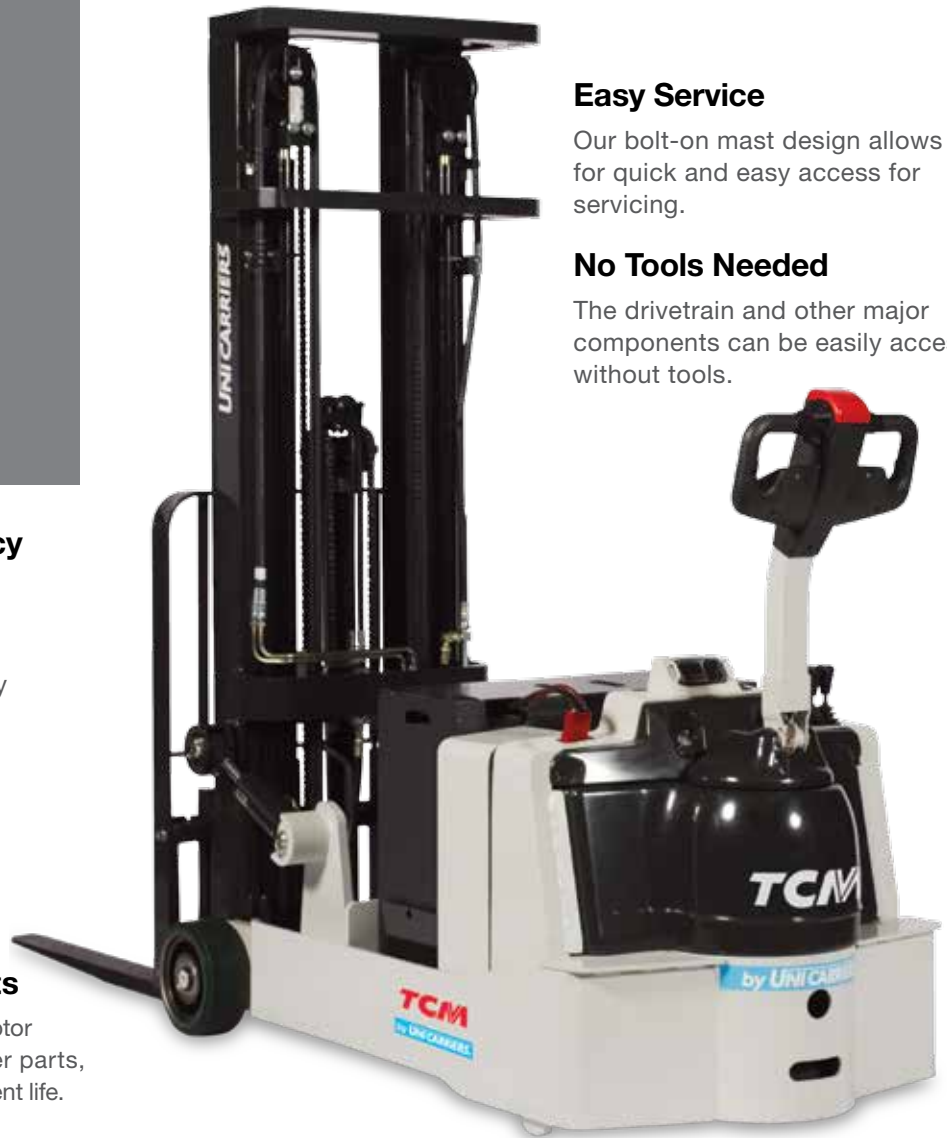 Easy Service
Our bolt-on mast design allows
for quick and easy access for
servicing.
No Tools Needed
The drivetrain and other major
components can be easily acce
without tools.
UNICARRIERS
cy
y
ts
otor
er parts,
ent life.
TCM
by UNICARRIE
TCM
by UNICARRIERS